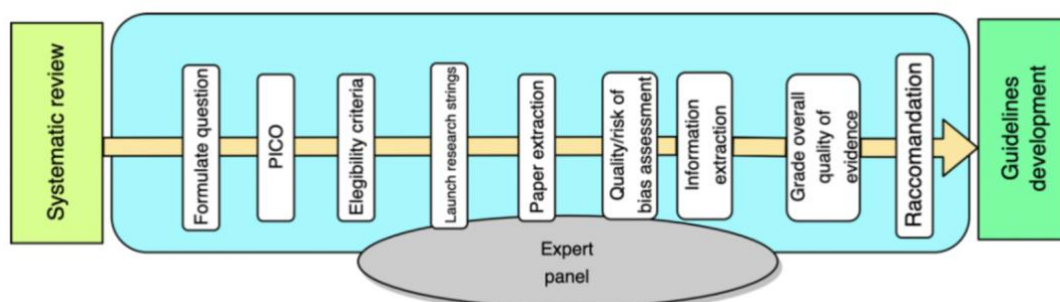 Systematic review
Formulate question
PICO
Elegibility criteria
Launch research strings
Paper extraction
Quality/risk of
bias assessment
Information
extraction
Grade overall
quality of
evidence
Raccomandation
Guidelines
development
Expert
panel